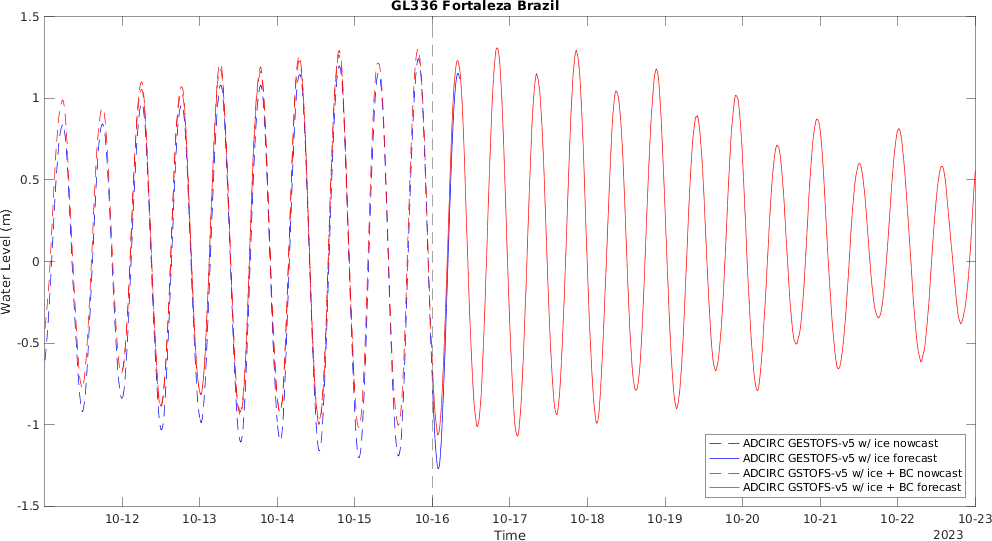 GL336 Fortaleza Brazil
1.5
1
0.5
0
-0.5
-1
-1.5
Water Level (m)
10-12
10-13
10-14
10-15
10-16
10-17
10-18
10-19
10-20
10-21
10-22
10-23
2023
Time
ADCIRC GESTOFS-v5 w/ ice nowcast
ADCIRC GESTOFS-v5 w/ ice forecast
ADCIRC GSTOFS-v5 w/ ice + BC nowcast
ADCIRC GSTOFS-v5 w/ ice + BC forecast